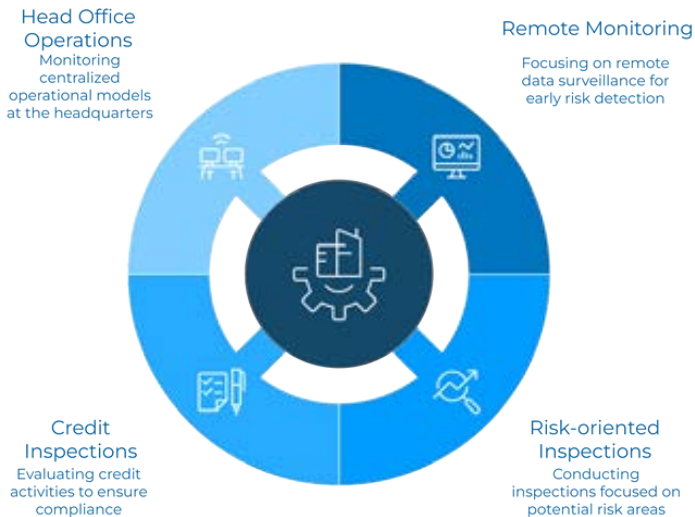 Head Office
Operations
Monitoring
centralized
operational models
at the headquarters
Remote Monitoring
Focusing on remote
data surveillance for
early risk detection
Credit
Inspections
Evaluating credit
activities to ensure
compliance
Risk-oriented
Inspections
Conducting
inspections focused on
potential risk areas